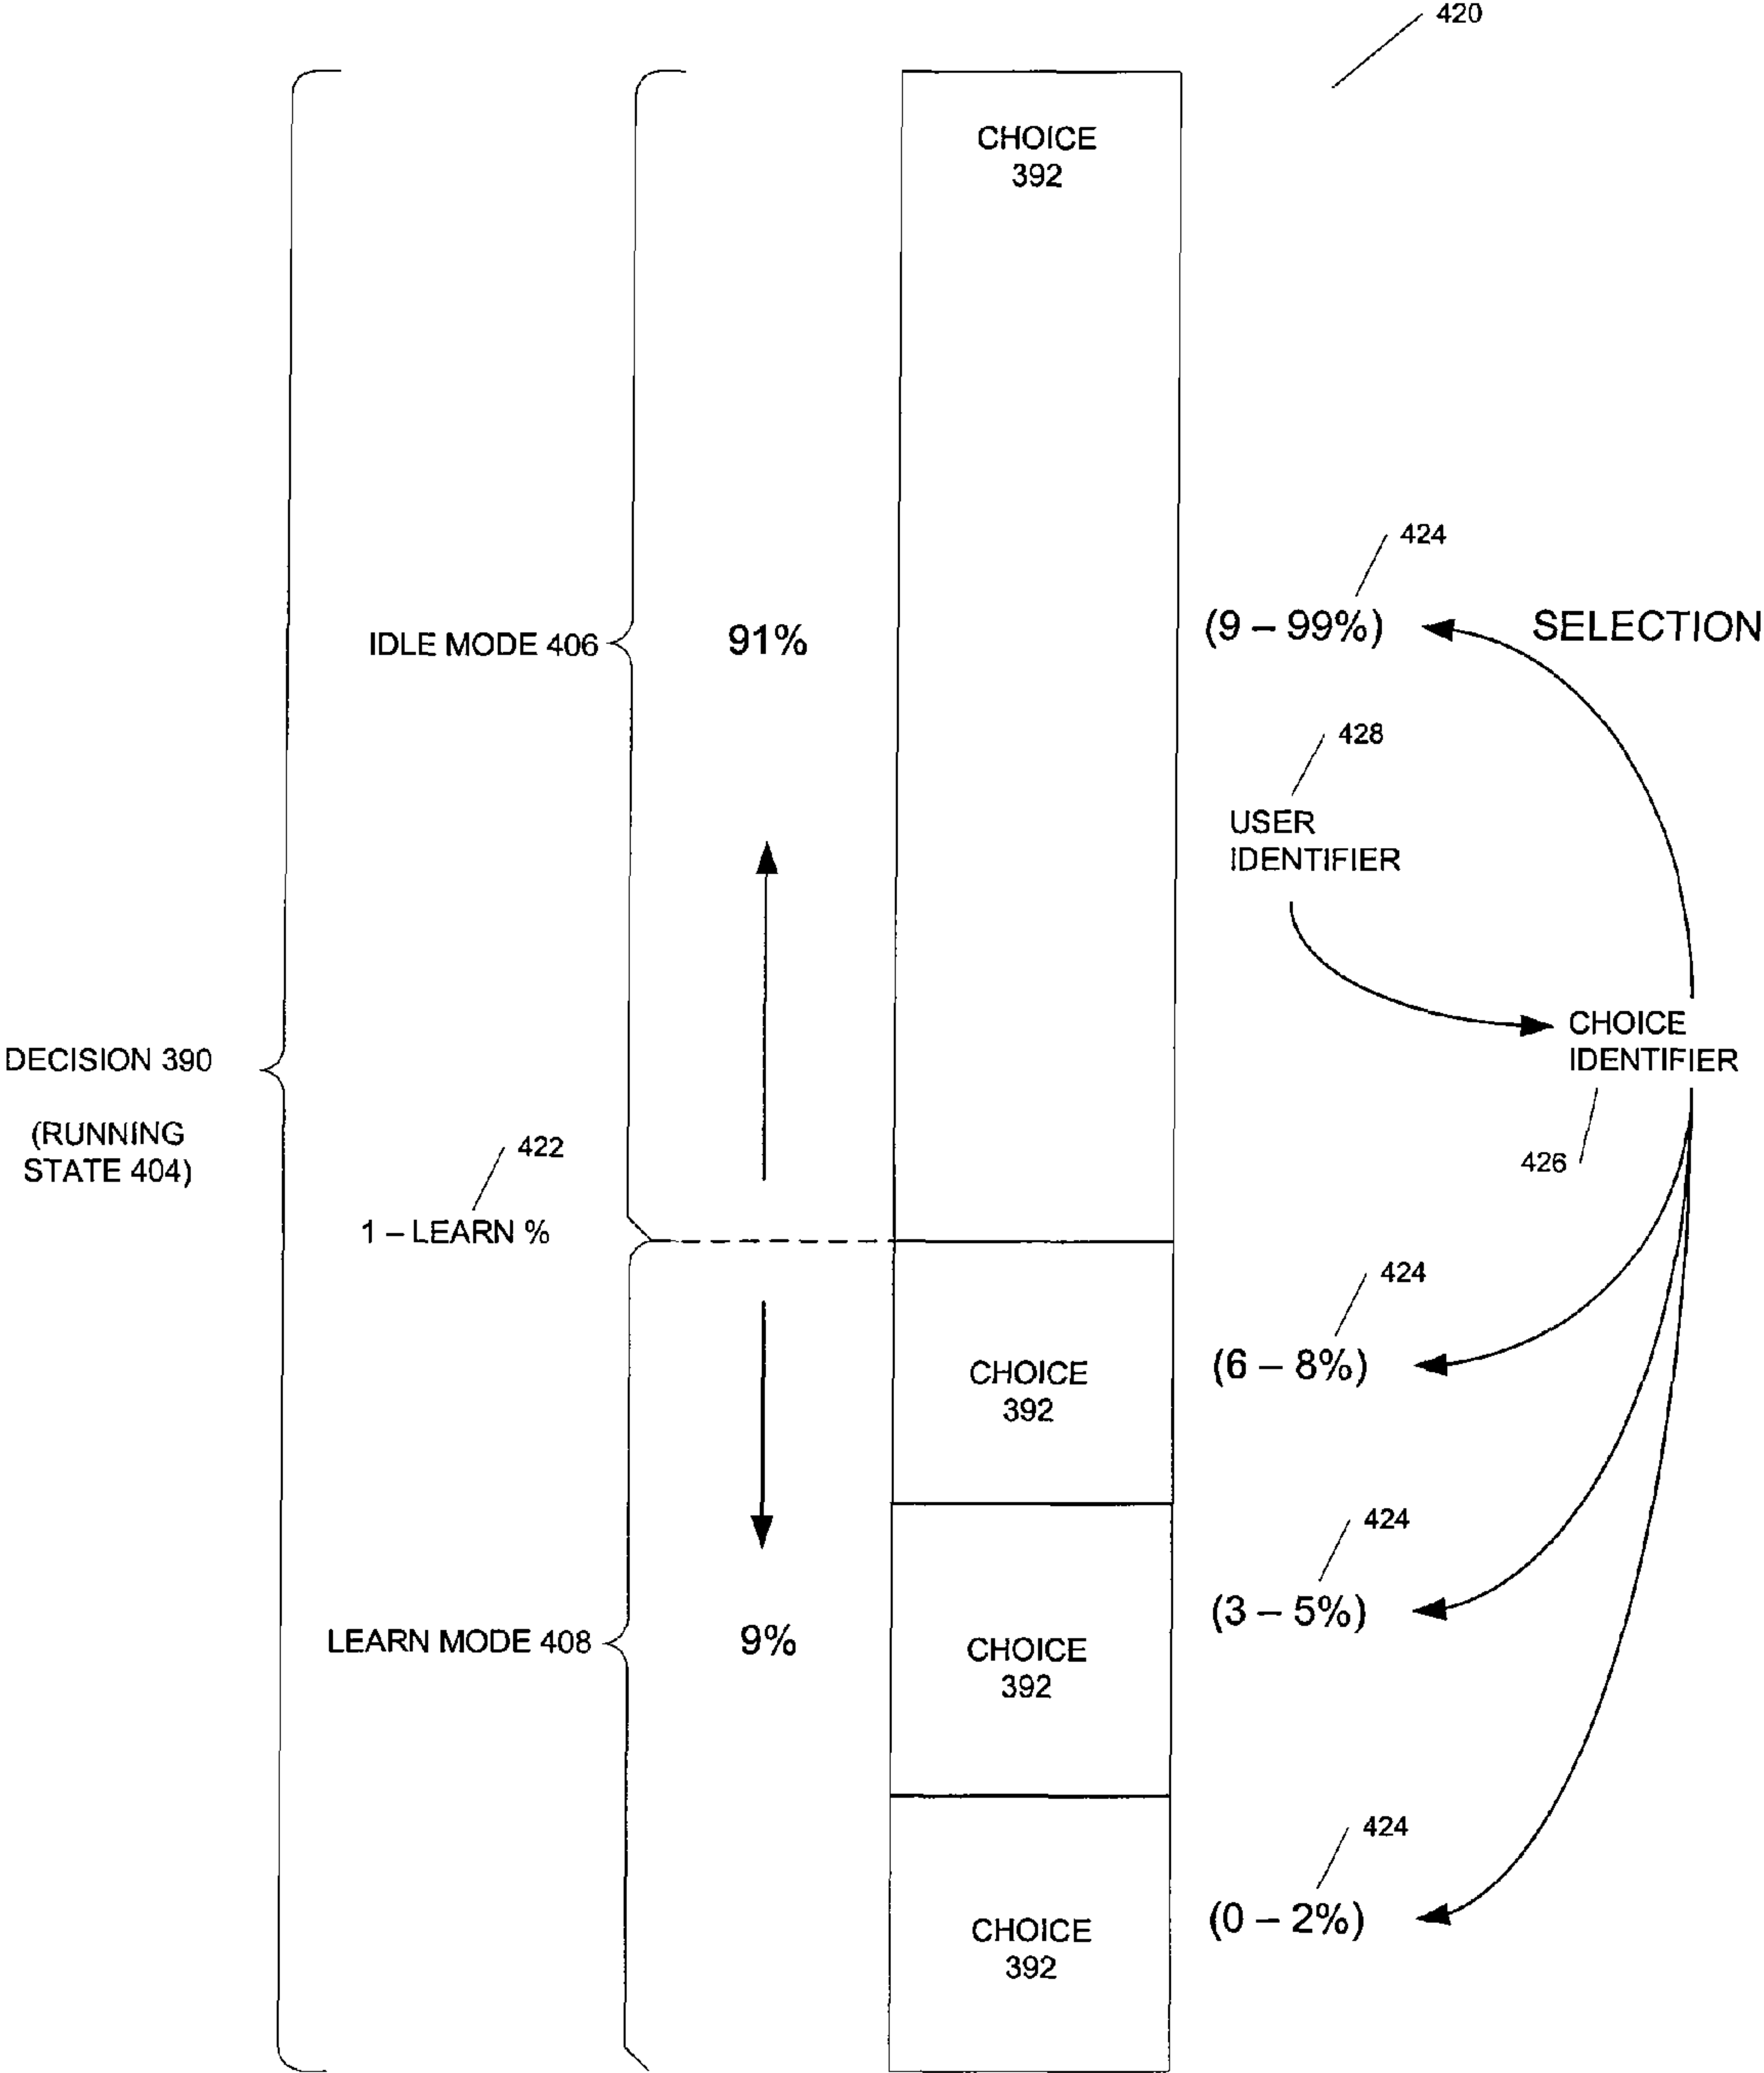 420
CHOICE
392
424
IDLE MODE 406
91%
(9 – 99%)
SELECTION
428
USER
IDENTIFIER
CHOICE
IDENTIFIER
DECISION 390
(RUNNING
STATE 404)
422
426
1 – LEARN %
424
CHOICE
392
(6 – 8%)
424
LEARN MODE 408
9%
CHOICE
392
(3 – 5%)
424
CHOICE
392
(0 – 2%)